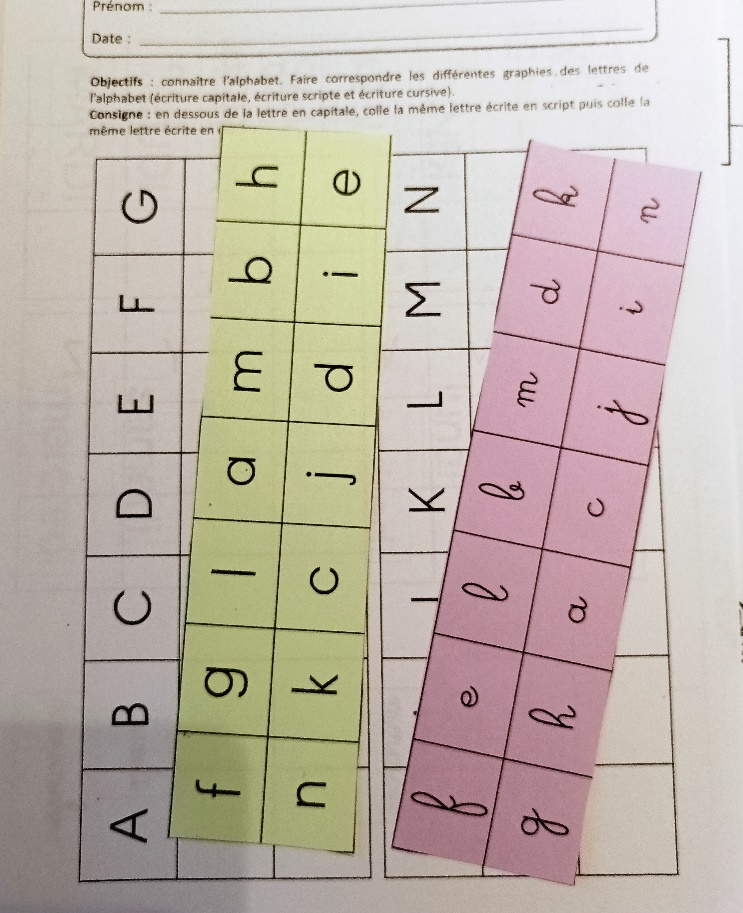 Prénom :
Date :
Objectifs : connaître l'alphabet. Faire correspondre les différentes graphies des lettres de
l'alphabet (écriture capitale, écriture scripte et écriture cursive).
Consigne : en dessous de la lettre en capitale, colle la même lettre écrite en script puis colle la
même lettre écrite en
A B C D E F G
f g l a m b h
n k c j d i e
K L M N
f e l b m d k
g h a c j i n